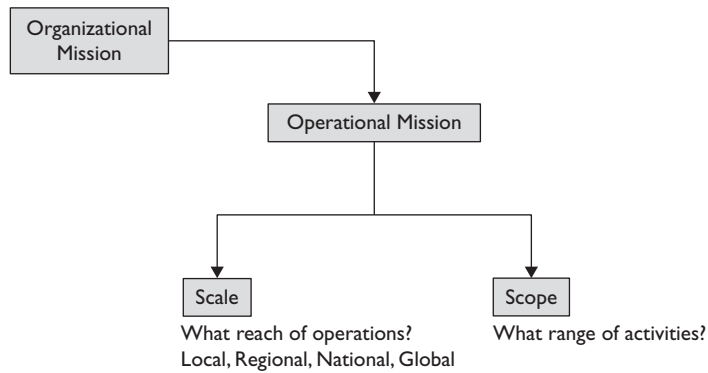 Organizational
Mission
Operational Mission
Scale
What reach of operations?
Local, Regional, National, Global
Scope
What range of activities?